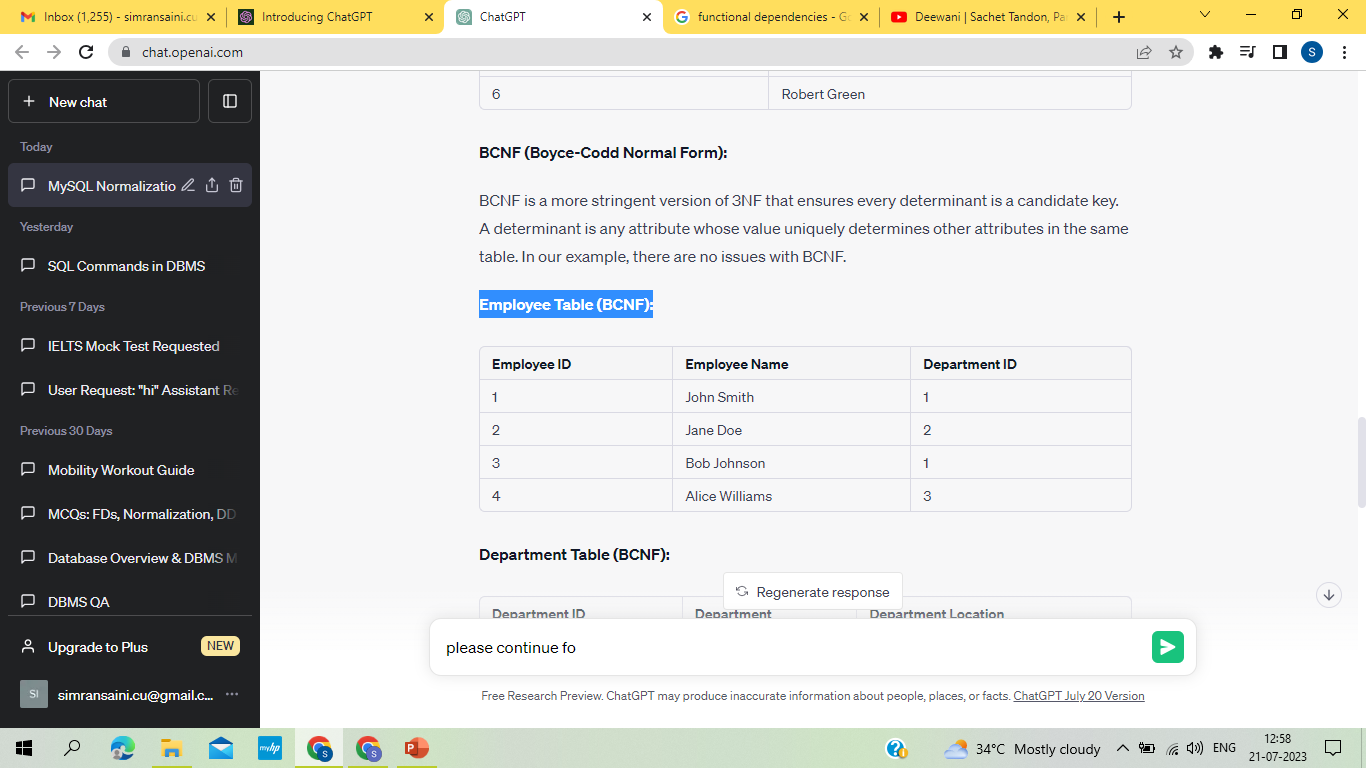 Inbox (1,255) - simransaini.cu
Introducing ChatGPT
ChatGPT
functional dependencies - G
Deewani | Sachet Tandon, Pa
chat.openai.com
S
New chat
Today
MySQL Normalizatio
Yesterday
SQL Commands in DBMS
Previous 7 Days
IELTS Mock Test Requested
User Request: "hi" Assistant Re
Previous 30 Days
Mobility Workout Guide
MCQs: FDs, Normalization, DD
Database Overview & DBMS M
DBMS QA
Upgrade to Plus NEW
SI simransaini.cu@gmail.c... ...
6 Robert Green
BCNF (Boyce-Codd Normal Form):
BCNF is a more stringent version of 3NF that ensures every determinant is a candidate key.
A determinant is any attribute whose value uniquely determines other attributes in the same
table. In our example, there are no issues with BCNF.
Employee Table (BCNF):
Employee ID Employee Name Department ID
1 John Smith 1
2 Jane Doe 2
3 Bob Johnson 1
4 Alice Williams 3
Department Table (BCNF):
Regenerate response
Department ID Department Department Location
please continue fo
Free Research Preview. ChatGPT may produce inaccurate information about people, places, or facts. ChatGPT July 20 Version
myhp S S P 34°C Mostly cloudy ENG 12:58
21-07-2023